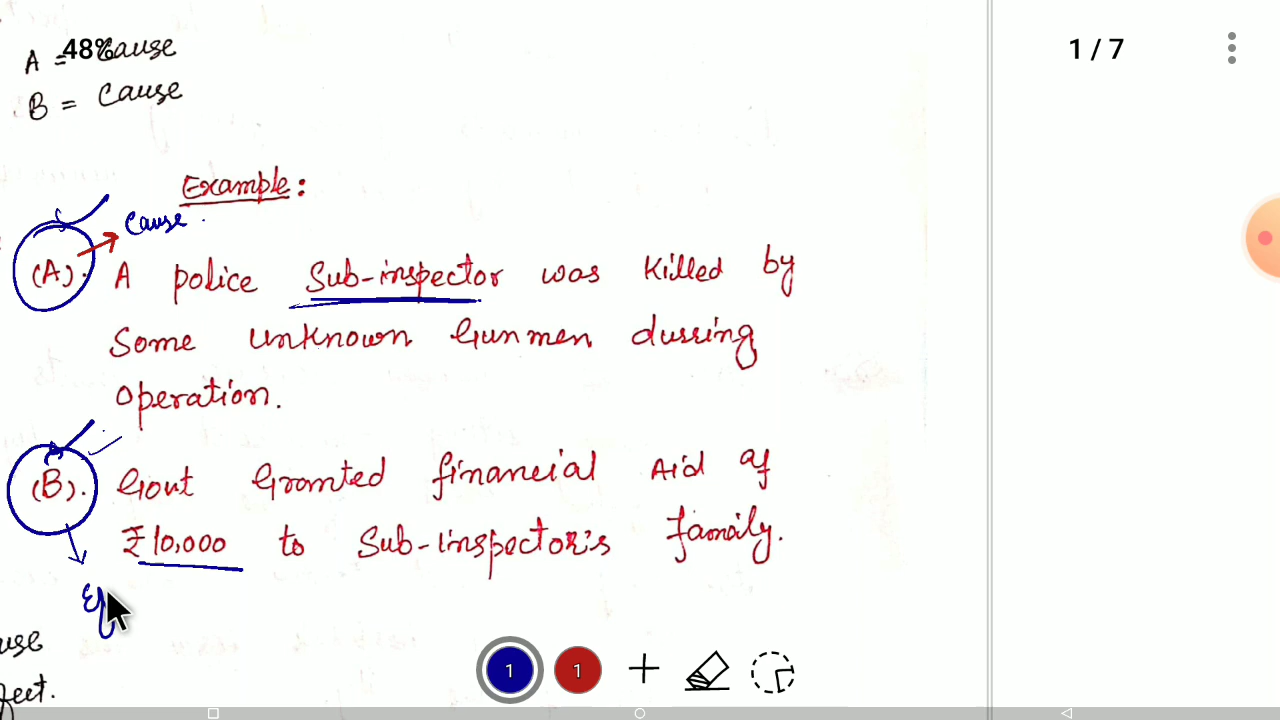 A = Cause
48%
B = Cause
1 / 7
Example:
Cause.
(A). A police Sub-inspector was Killed by
Some unknown Gunmen during
Operation.
(B). Govt Granted financial Aid of
₹10,000 to Sub-inspector's family.
use
fect.
1 1